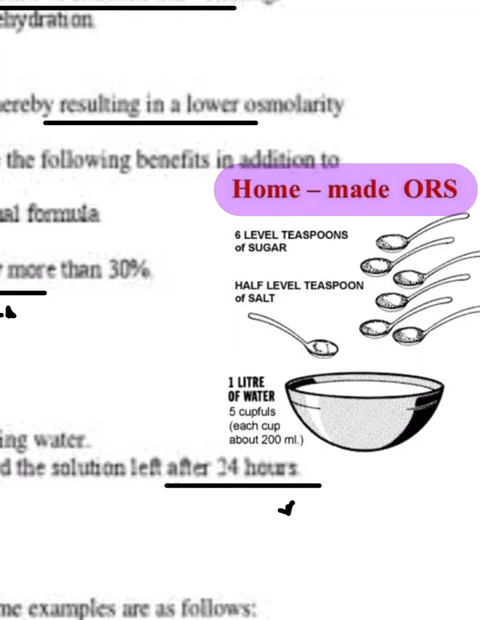 ehydration
ereby resulting in a lower osmolarity
the following benefits in addition to
Home – made ORS
al formula
6 LEVEL TEASPOONS
of SUGAR
more than 30%.
HALF LEVEL TEASPOON
of SALT
1 LITRE
OF WATER
5 cupfuls
(each cup
about 200 ml.)
ing water.
d the solution left after 24 hours.
me examples are as follows: